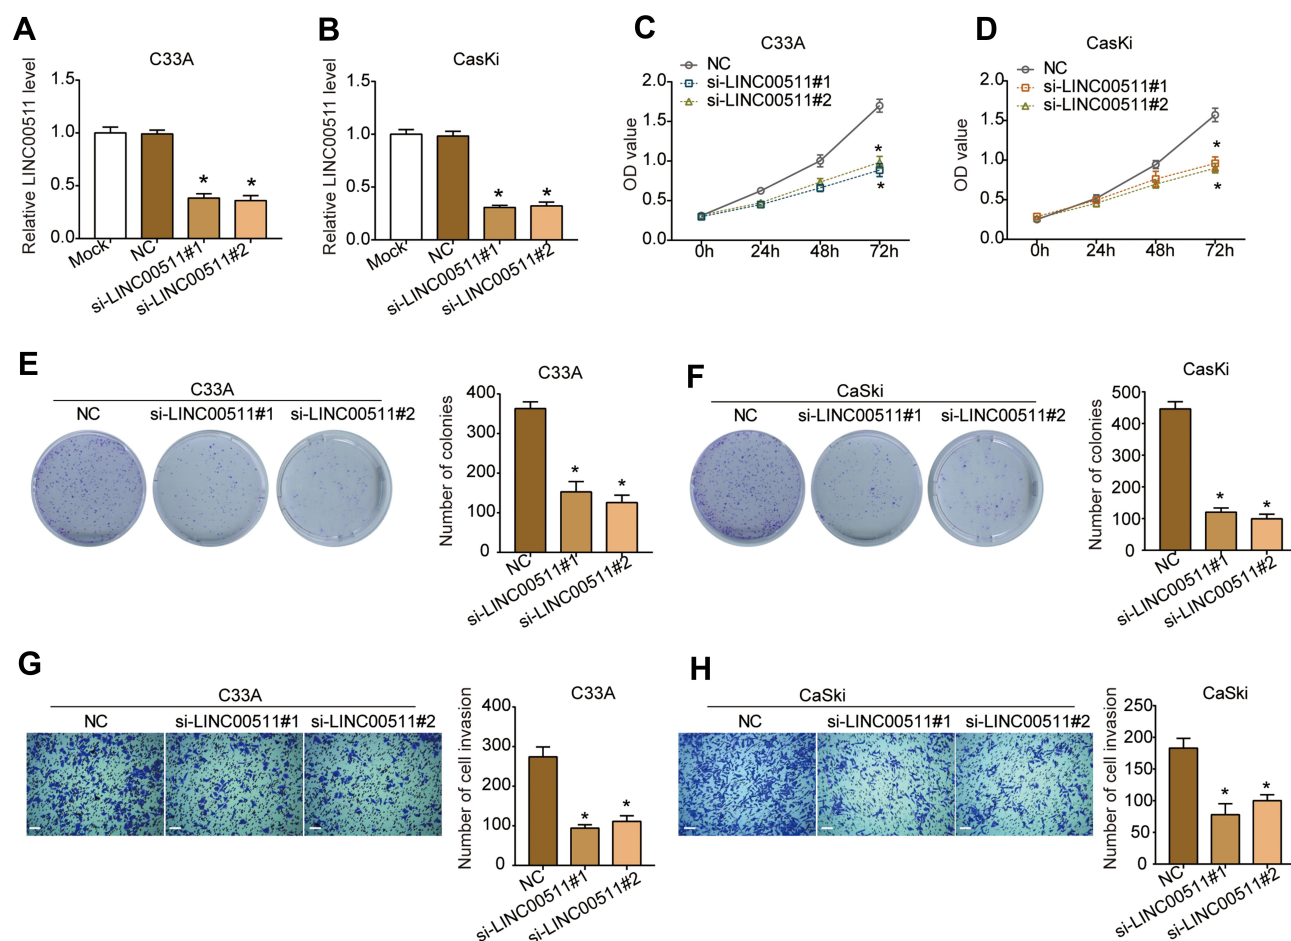 A
C33A
Relative LINC00511 level
1.5
1.0
0.5
0.0
Mock
NC
si-LINC00511#1
si-LINC00511#2
*
*
B
CasKi
Relative LINC00511 level
1.5
1.0
0.5
0.0
Mock
NC
si-LINC00511#1
si-LINC00511#2
*
*
C
C33A
NC
si-LINC00511#1
si-LINC00511#2
OD value
2.0
1.5
1.0
0.5
0.0
0h
24h
48h
72h
*
*
D
CasKi
NC
si-LINC00511#1
si-LINC00511#2
OD value
2.0
1.5
1.0
0.5
0.0
0h
24h
48h
72h
*
*
E
C33A
NC
si-LINC00511#1
si-LINC00511#2
C33A
Number of colonies
400
300
200
100
0
NC
si-LINC00511#1
si-LINC00511#2
*
*
F
CaSki
NC
si-LINC00511#1
si-LINC00511#2
CasKi
Number of colonies
500
400
300
200
100
0
NC
si-LINC00511#1
si-LINC00511#2
*
*
G
C33A
NC
si-LINC00511#1
si-LINC00511#2
C33A
Number of cell invasion
400
300
200
100
0
NC
si-LINC00511#1
si-LINC00511#2
*
*
H
CaSki
NC
si-LINC00511#1
si-LINC00511#2
CaSki
Number of cell invasion
250
200
150
100
50
0
NC
si-LINC00511#1
si-LINC00511#2
*
*